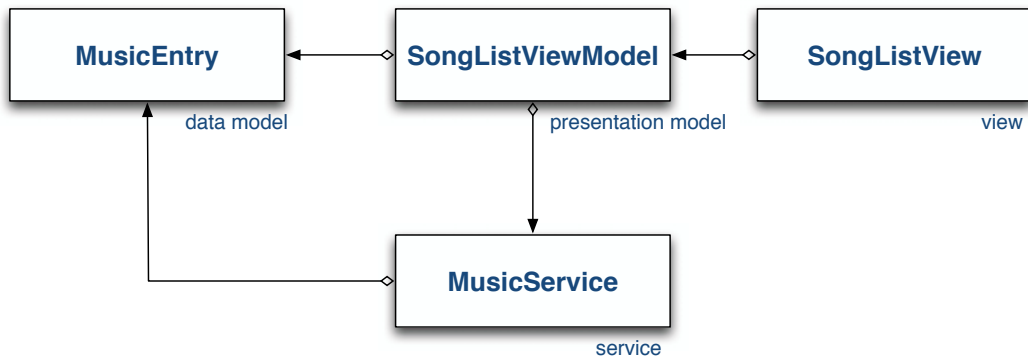 MusicEntry
SongListViewModel
SongListView
data model
presentation model
view
MusicService
service